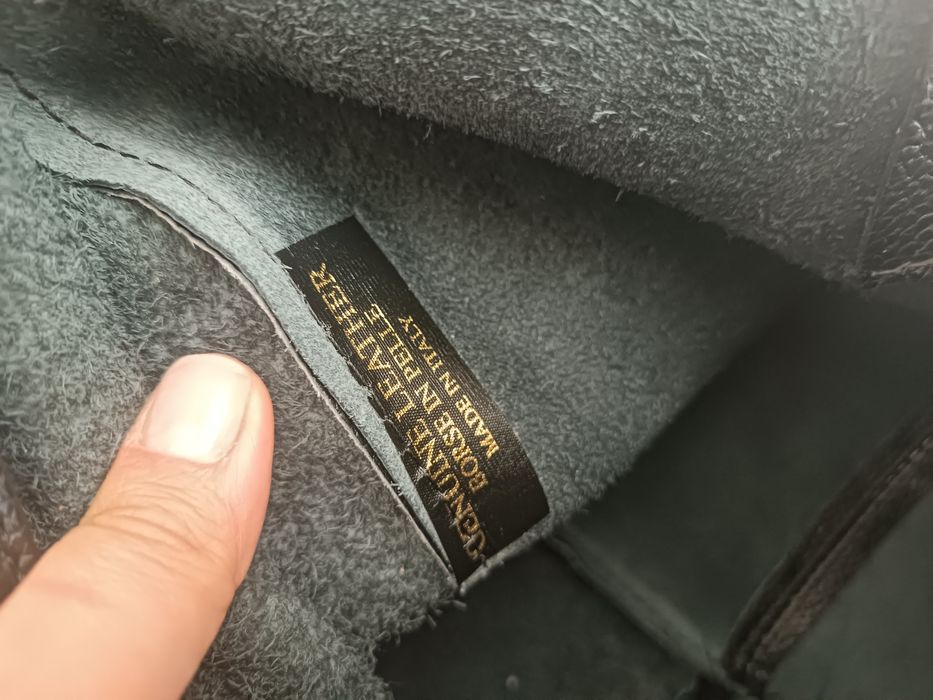 GENUINE LEATHER
BORSE IN PELLE
MADE IN ITALY